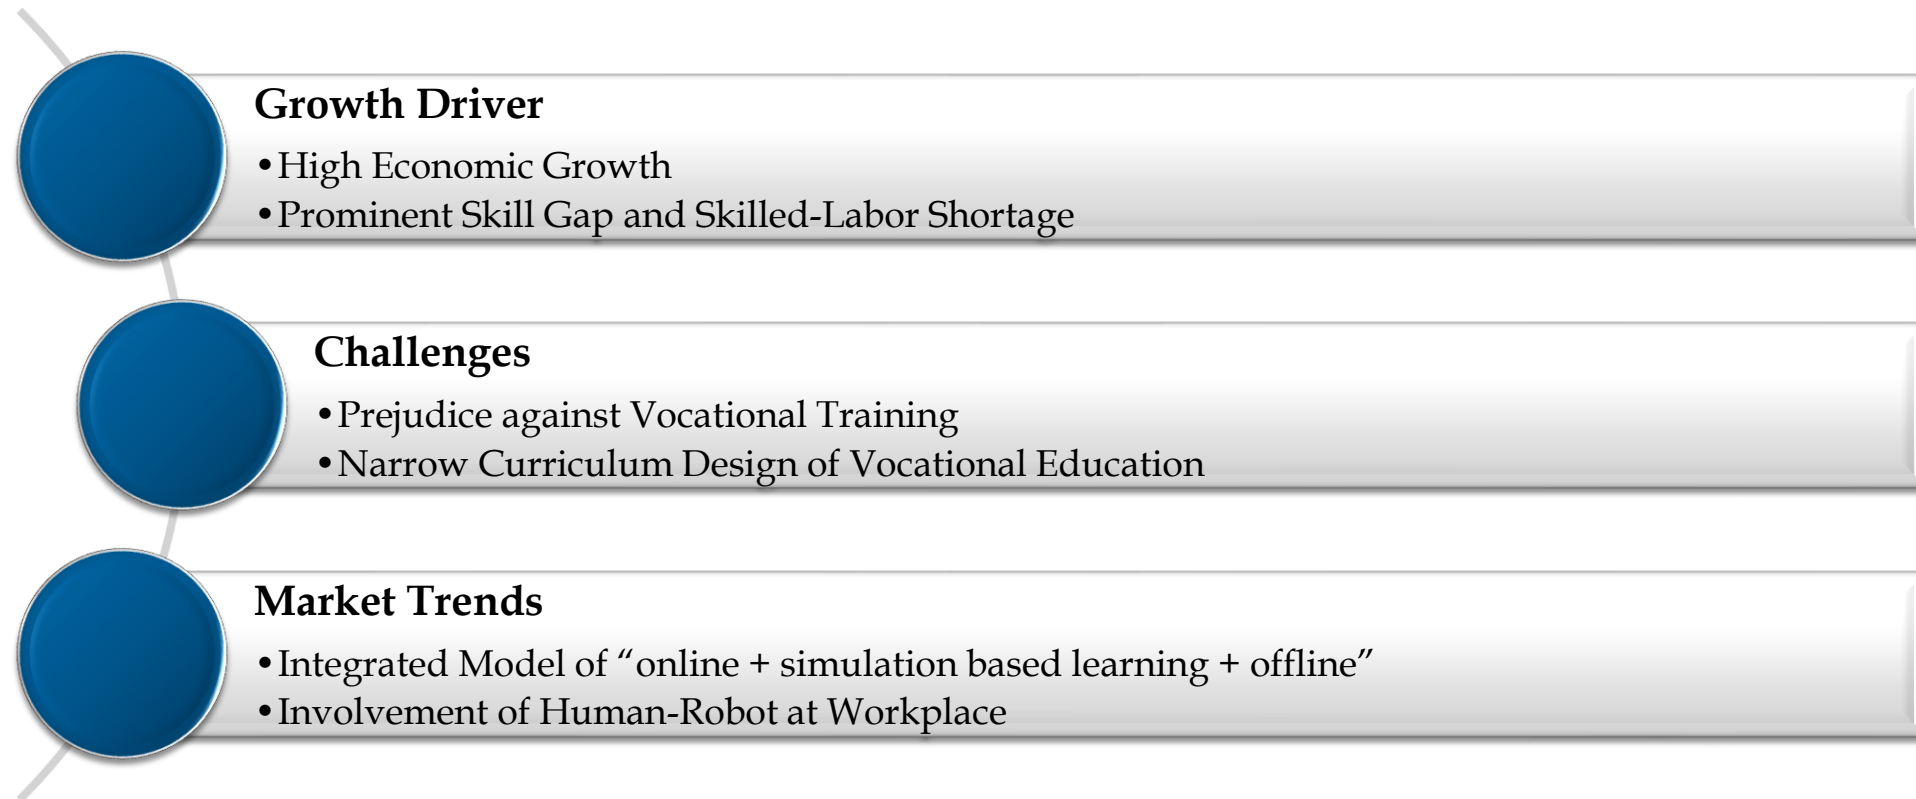 Growth Driver
•High Economic Growth
•Prominent Skill Gap and Skilled-Labor Shortage
Challenges
•Prejudice against Vocational Training
•Narrow Curriculum Design of Vocational Education
Market Trends
•Integrated Model of “online + simulation based learning + offline”
•Involvement of Human-Robot at Workplace